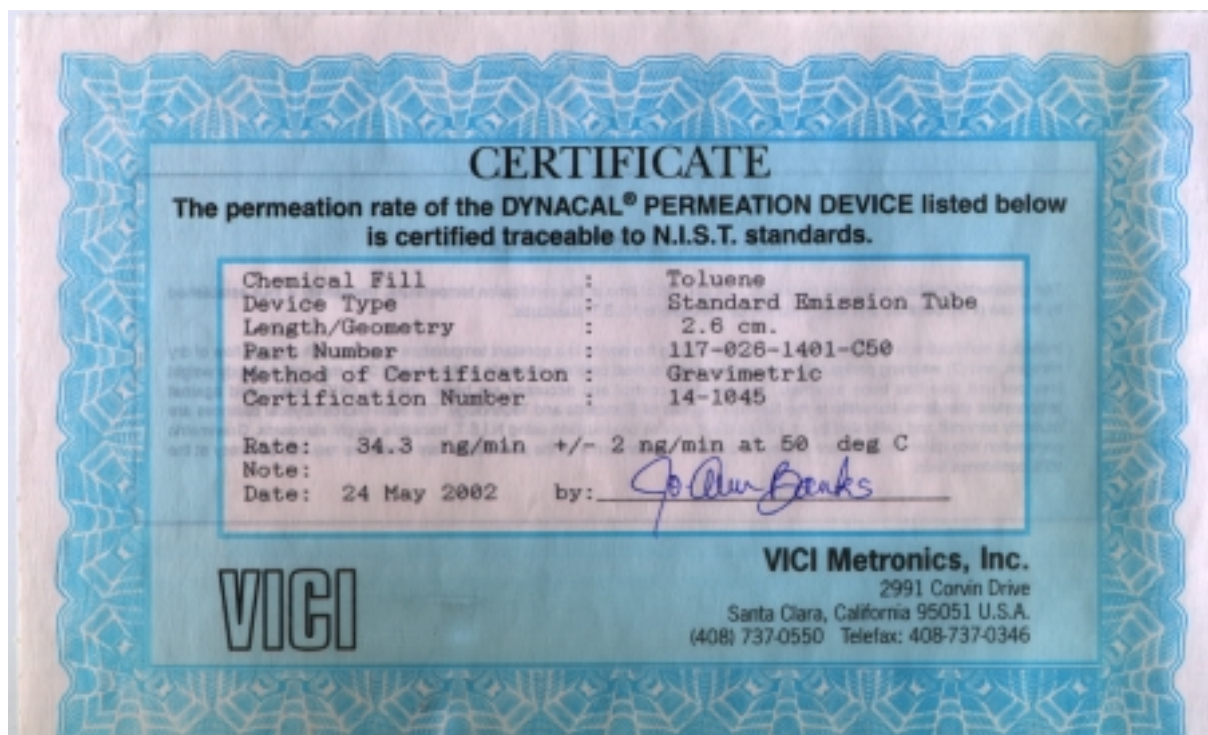 CERTIFICATE
The permeation rate of the DYNACAL® PERMEATION DEVICE listed below
is certified traceable to N.I.S.T. standards.
Chemical Fill : Toluene
Device Type : Standard Emission Tube
Length/Geometry : 2.6 cm.
Part Number : 117-026-1401-C50
Method of Certification : Gravimetric
Certification Number : 14-1045
Rate: 34.3 ng/min +/- 2 ng/min at 50 deg C
Note:
Date: 24 May 2002 by: Jo Ann Banks
VICI
VICI Metronics, Inc.
2991 Corvin Drive
Santa Clara, California 95051 U.S.A.
(408) 737-0550 Telefax: 408-737-0346